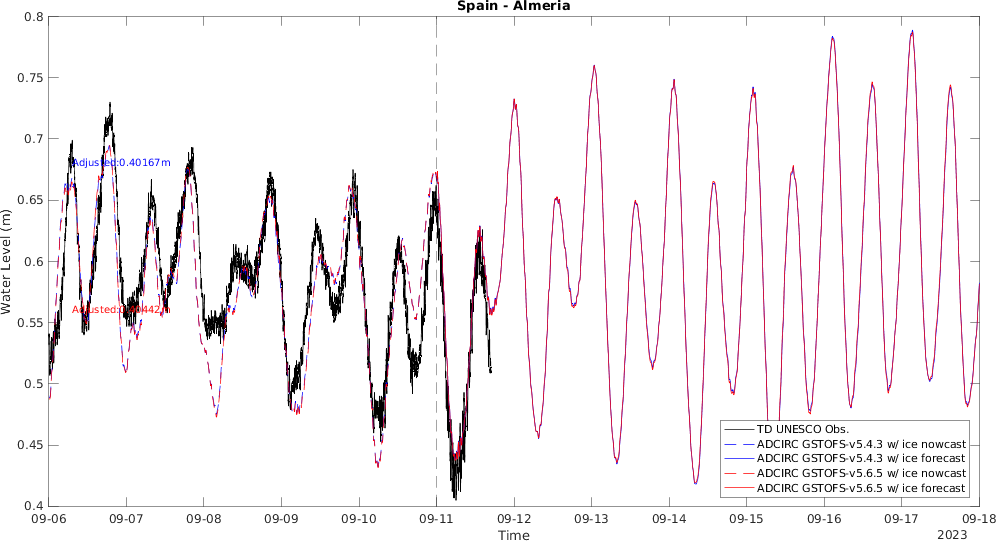 Spain - Almeria
0.8
0.75
0.7
0.65
0.6
0.55
0.5
0.45
0.4
Water Level (m)
Adjusted:0.40167m
TD UNESCO Obs.
ADCIRC GSTOFS-v5.4.3 w/ ice nowcast
ADCIRC GSTOFS-v5.4.3 w/ ice forecast
ADCIRC GSTOFS-v5.6.5 w/ ice nowcast
ADCIRC GSTOFS-v5.6.5 w/ ice forecast
09-06 09-07 09-08 09-09 09-10 09-11 09-12 09-13 09-14 09-15 09-16 09-17 09-18
Time
2023